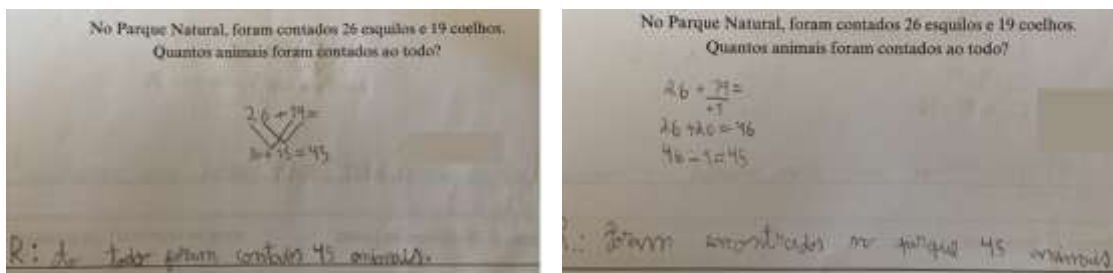 No Parque Natural, foram contados 26 esquilos e 19 coelhos.
Quantos animais foram contados ao todo?
26 + 19 =
30 + 15 = 45
R: Ao todo foram contados 45 animais.
No Parque Natural, foram contados 26 esquilos e 19 coelhos.
Quantos animais foram contados ao todo?
26 + 19 =
+1
26 + 20 = 46
46 - 1 = 45
R.: Foram encontrados no parque 45 animais